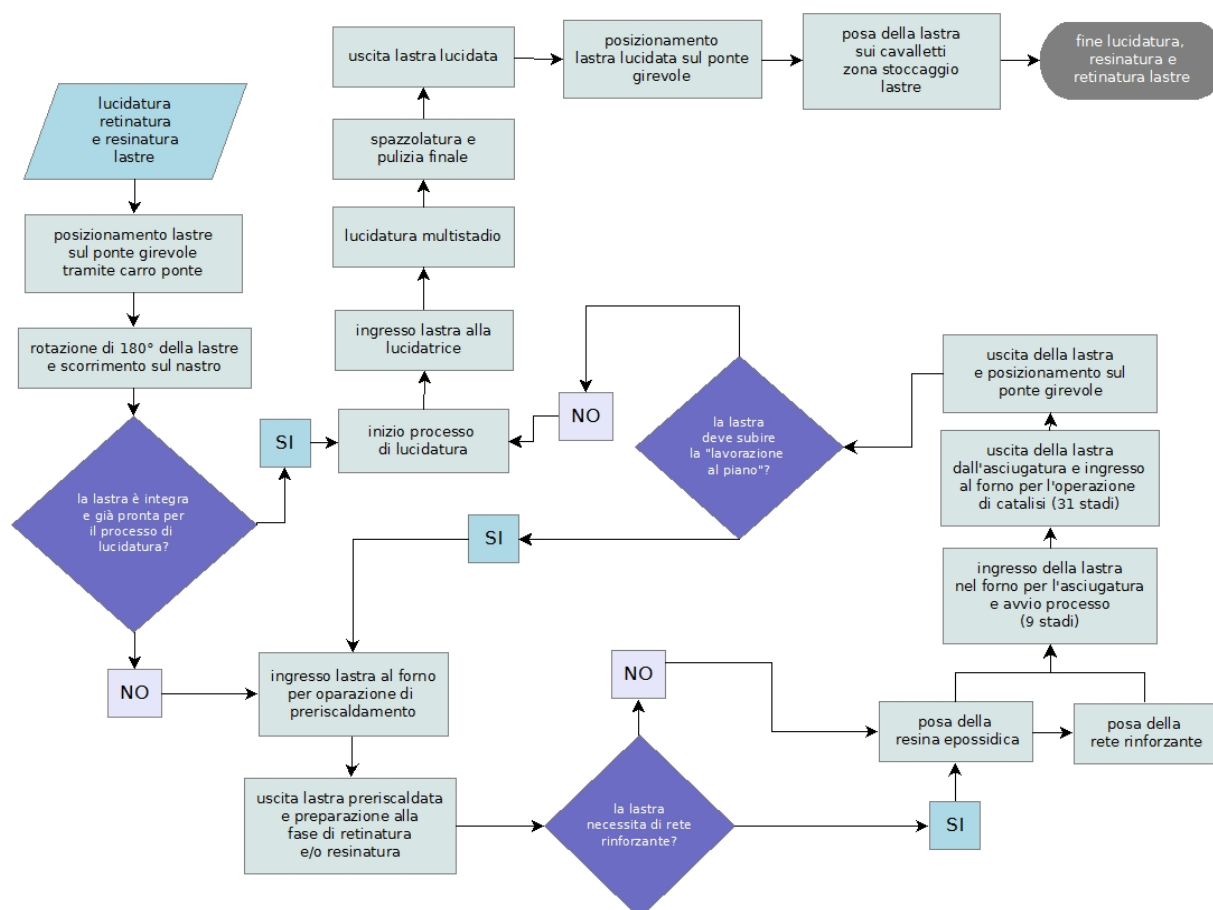 lucidatura
retinatura
e resinatura
lastre
posizionamento lastre
sul ponte girevole
tramite carro ponte
rotazione di 180° della lastre
e scorrimento sul nastro
la lastra è integra
e già pronta per
il processo di
lucidatura?
SI
NO
inizio processo
di lucidatura
ingresso lastra alla
lucidatrice
lucidatura multistadio
spazzolatura e
pulizia finale
uscita lastra lucidata
posizionamento
lastra lucidata sul ponte
girevole
posa della lastra
sui cavalletti
zona stoccaggio
lastre
fine lucidatura,
resinatura e
retinatura lastre
ingresso lastra al forno
per oparazione di
preriscaldamento
uscita lastra preriscaldata
e preparazione alla
fase di retinatura
e/o resinatura
la lastra
necessita di rete
rinforzante?
NO
SI
posa della
resina epossidica
posa della
rete rinforzante
ingresso della lastra
nel forno per l'asciugatura
e avvio processo
(9 stadi)
uscita della lastra
dall'asciugatura e ingresso
al forno per l'operazione
di catalisi (31 stadi)
uscita della lastra
e posizionamento sul
ponte girevole
la lastra
deve subire
la "lavorazione
al piano"?
NO
SI